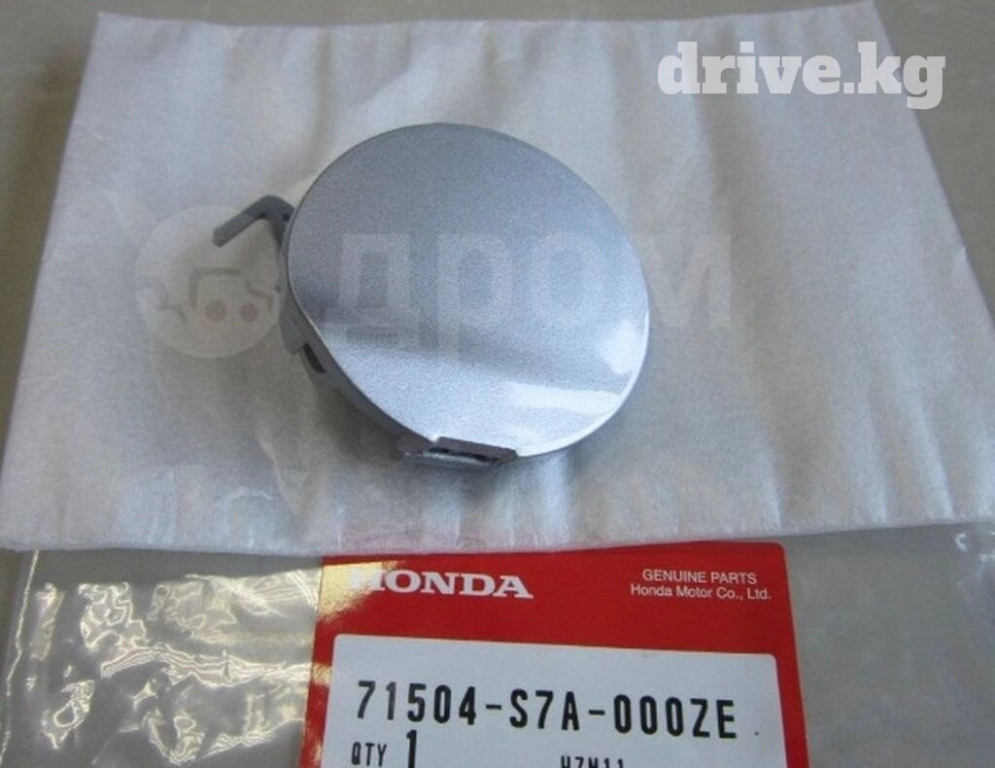 drive.kg
дром
HONDA
GENUINE PARTS
Honda Motor Co., Ltd.
71504-S7A-000ZE
QTY 1